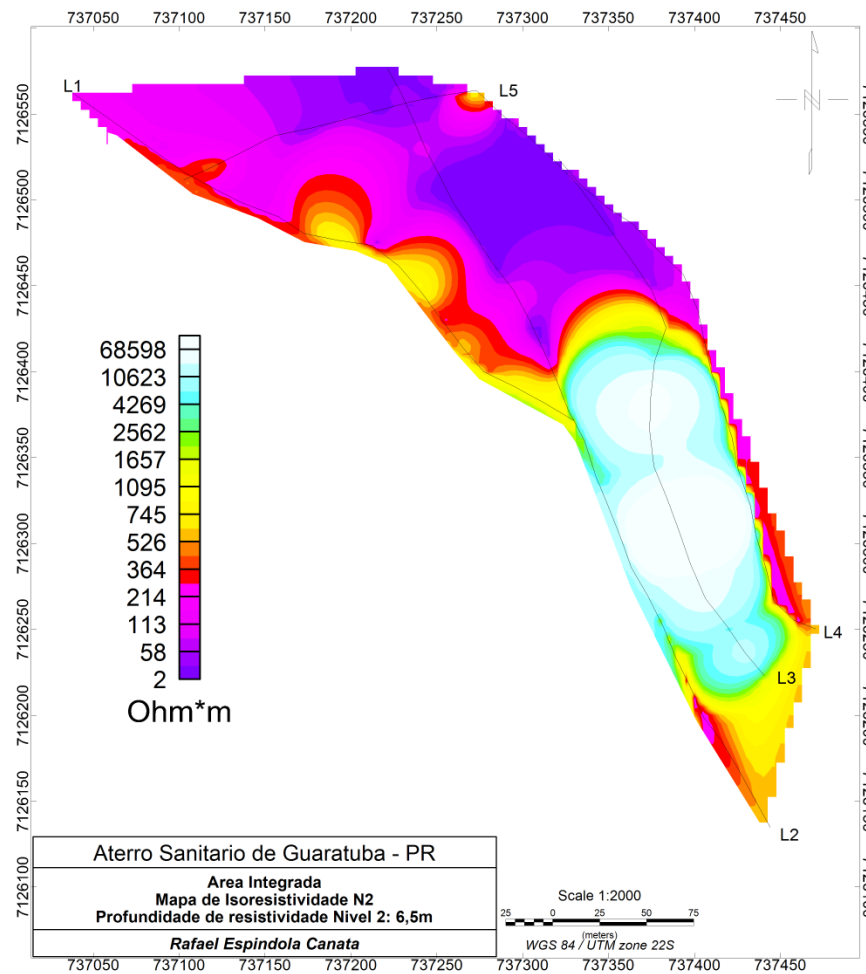 737050 737100 737150 737200 737250 737300 737350 737400 737450
L1
L5
7126550
7126500
7126450
7126400
7126350
7126300
7126250
7126200
7126150
7126100
N
68598
10623
4269
2562
1657
1095
745
526
364
214
113
58
2
Ohm*m
L4
L3
L2
Aterro Sanitario de Guaratuba - PR
Area Integrada
Mapa de Isoresistividade N2
Profundidade de resistividade Nivel 2: 6,5m
Rafael Espindola Canata
Scale 1:2000
25 0 25 50 75
(meters)
WGS 84 / UTM zone 22S
737050 737100 737150 737200 737250 737300 737350 737400 737450